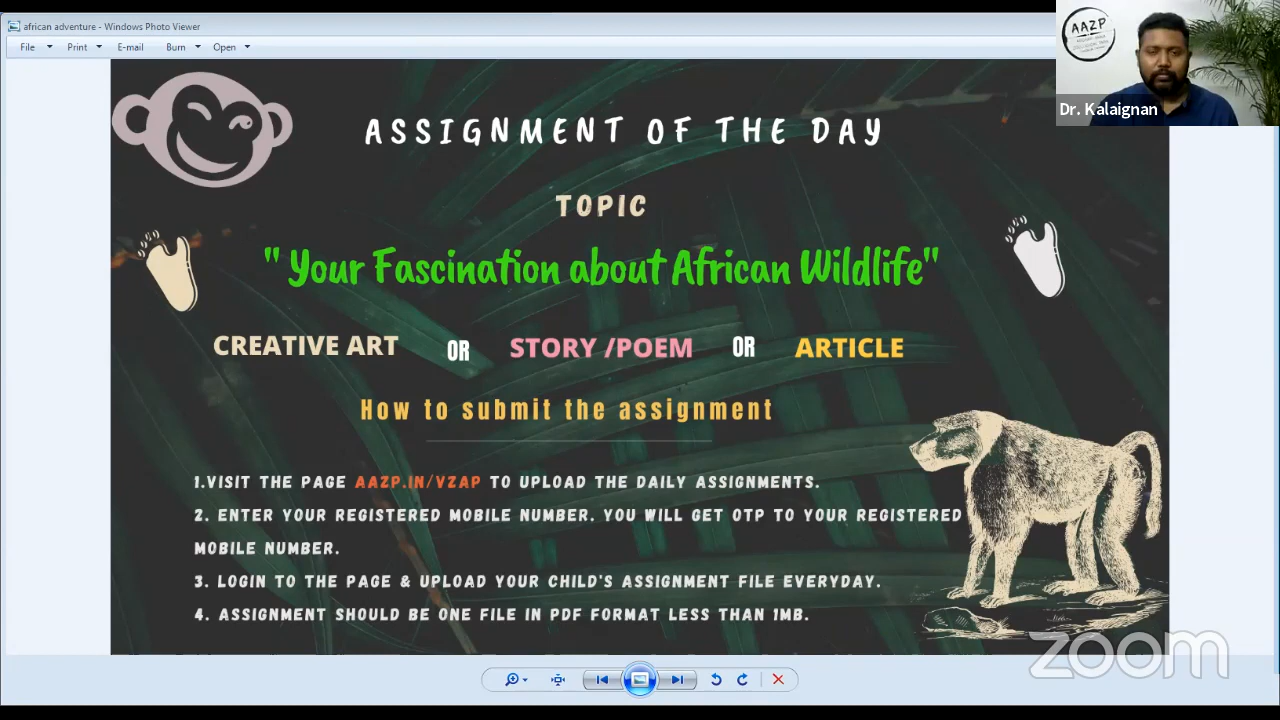 african adventure - Windows Photo Viewer
File Print E-mail Burn Open
AAZP
Dr. Kalaignan
ASSIGNMENT OF THE DAY
TOPIC
" Your Fascination about African Wildlife"
CREATIVE ART OR STORY /POEM OR ARTICLE
How to submit the assignment
1.VISIT THE PAGE AAZP.IN/VZAP TO UPLOAD THE DAILY ASSIGNMENTS.
2. ENTER YOUR REGISTERED MOBILE NUMBER. YOU WILL GET OTP TO YOUR REGISTERED
MOBILE NUMBER.
3. LOGIN TO THE PAGE & UPLOAD YOUR CHILD'S ASSIGNMENT FILE EVERYDAY.
4. ASSIGNMENT SHOULD BE ONE FILE IN PDF FORMAT LESS THAN 1MB.
zoom